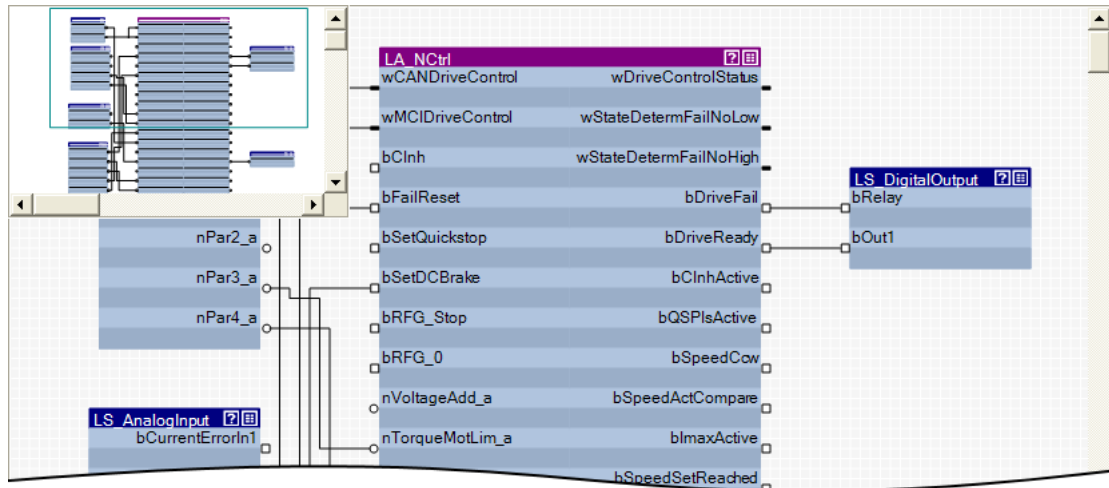 LA_NCtrl
wCANDriveControl wDriveControlStatus
wMCIDriveControl wStateDetermFailNoLow
bCInh wStateDetermFailNoHigh
bFailReset bDriveFail
bSetQuickstop bDriveReady
bSetDCBrake bCInhActive
bRFG_Stop bQSPIsActive
bRFG_0 bSpeedCcw
nVoltageAdd_a bSpeedActCompare
nTorqueMotLim_a bImaxActive
bSpeedSetReached
LS_DigitalOutput
bRelay
bOut1
nPar2_a
nPar3_a
nPar4_a
LS_AnalogInput
bCurrentErrorIn1